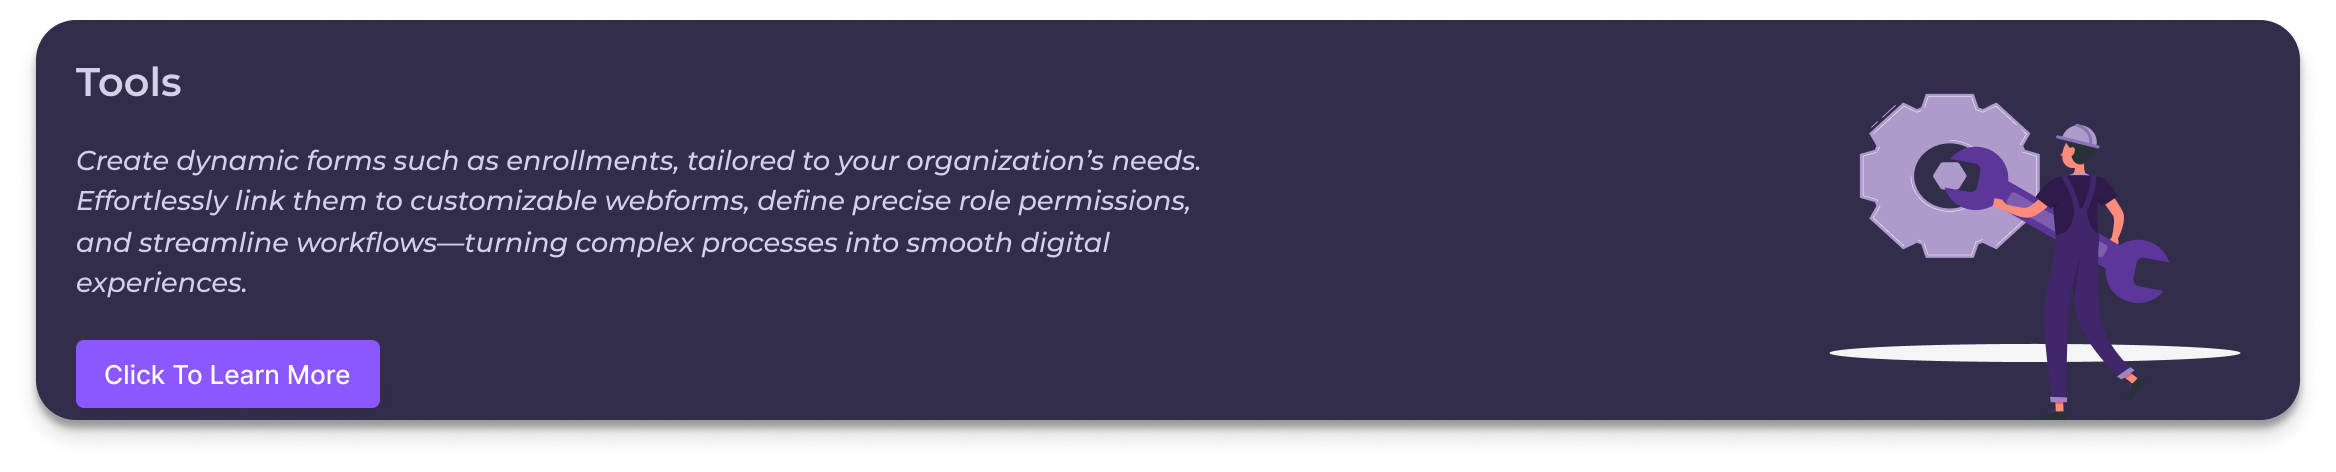 Tools
Create dynamic forms such as enrollments, tailored to your organization’s needs.
Effortlessly link them to customizable webforms, define precise role permissions,
and streamline workflows—turning complex processes into smooth digital
experiences.
Click To Learn More